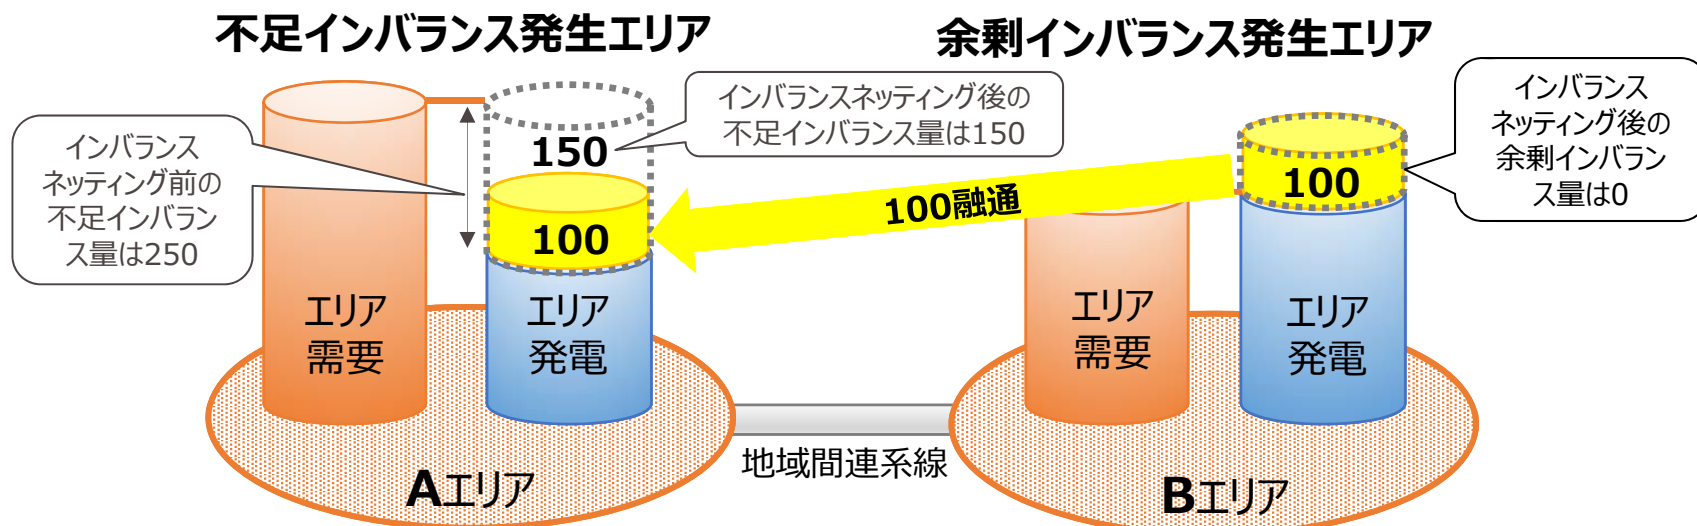 不足インバランス発生エリア
余剰インバランス発生エリア
インバランス
ネッティング前の
不足インバラン
ス量は250
150
100
インバランスネッティング後の
不足インバランス量は150
100融通
100
インバランス
ネッティング後の
余剰インバラン
ス量は0
エリア
需要
エリア
発電
エリア
需要
エリア
発電
地域間連系線
Aエリア
Bエリア